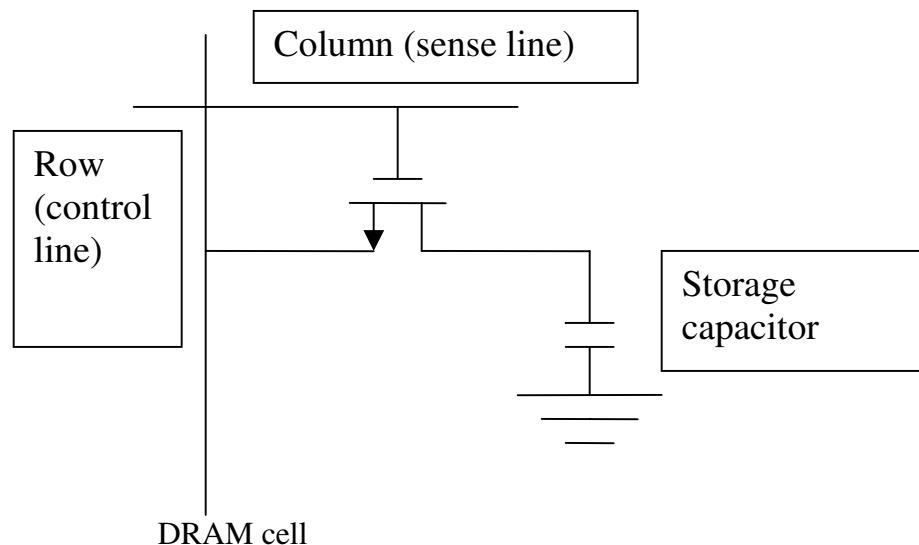 Column (sense line)
Row
(control
line)
Storage
capacitor
DRAM cell